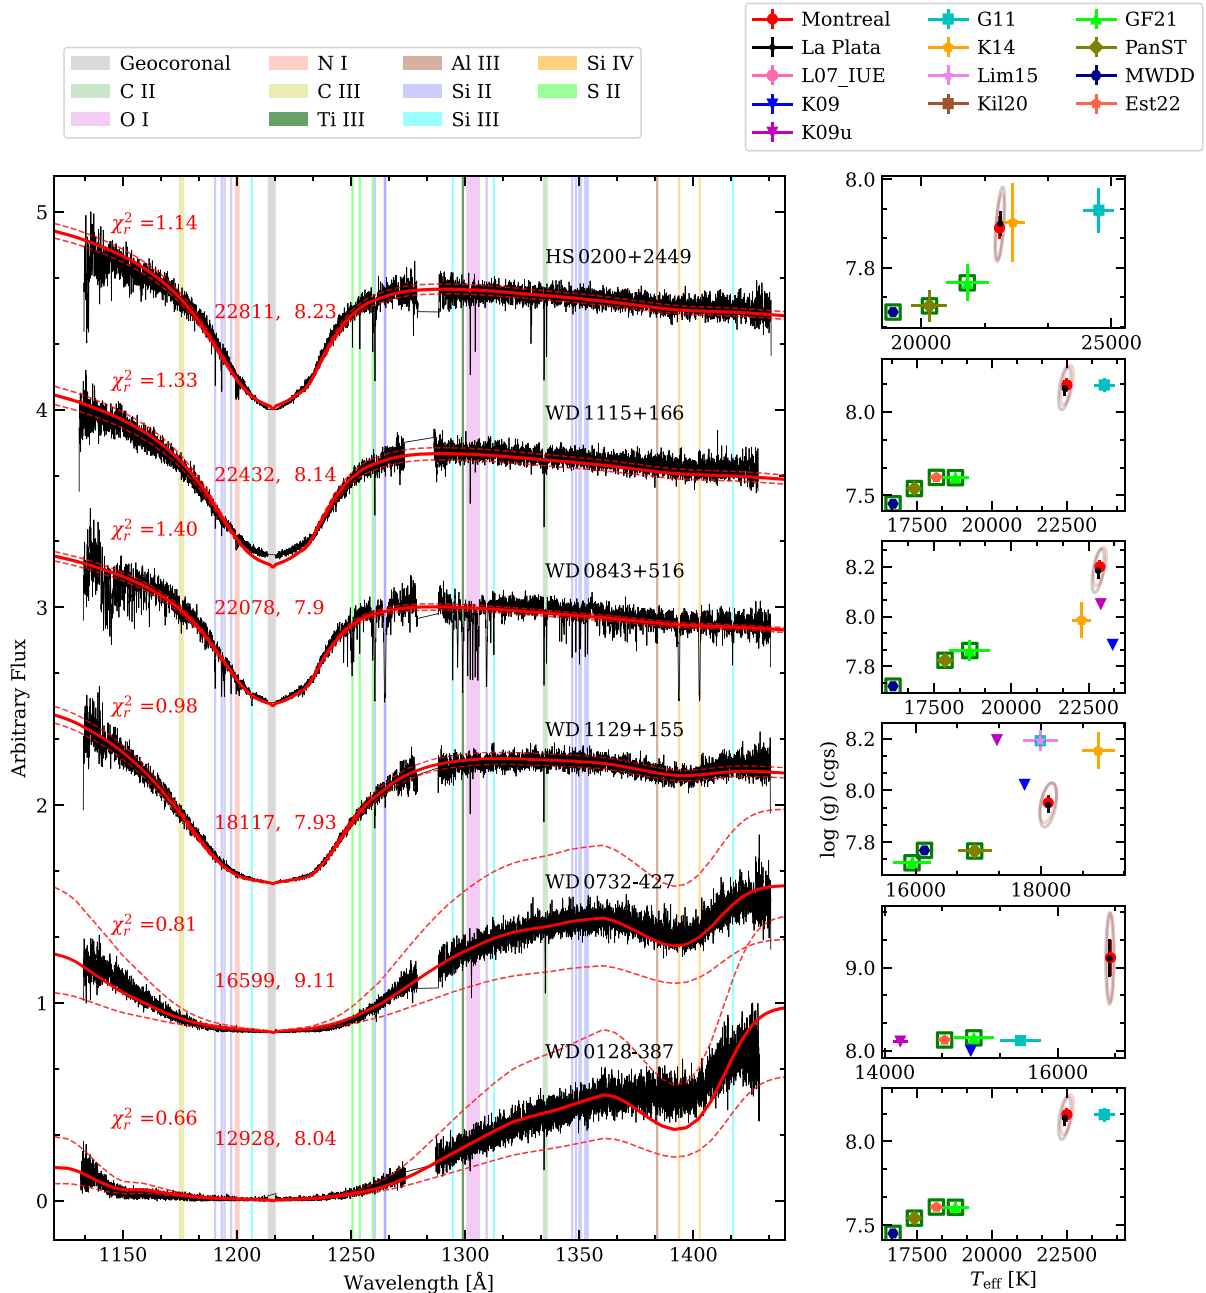 Geocoronal N I Al III Si IV
C II C III Si II S II
O I Ti III Si III
Montreal G11 GF21
La Plata K14 PanST
L07_IUE Lim15 MWDD
K09 Kil20 Est22
K09u
χ²ᵣ =1.14
HS 0200+2449
22811, 8.23
χ²ᵣ =1.33
WD 1115+166
22432, 8.14
χ²ᵣ =1.40
WD 0843+516
22078, 7.9
χ²ᵣ =0.98
WD 1129+155
18117, 7.93
WD 0732-427
χ²ᵣ =0.81
16599, 9.11
WD 0128-387
χ²ᵣ =0.66
12928, 8.04
5
4
3
2
1
0
Arbitrary Flux
1150 1200 1250 1300 1350 1400
Wavelength [Å]
8.0
7.8
20000 25000
8.0
7.5
17500 20000 22500
8.2
8.0
7.8
17500 20000 22500
8.2
8.0
7.8
log (g) (cgs)
16000 18000
9.0
8.0
14000 16000
8.0
7.5
17500 20000 22500
T_eff [K]